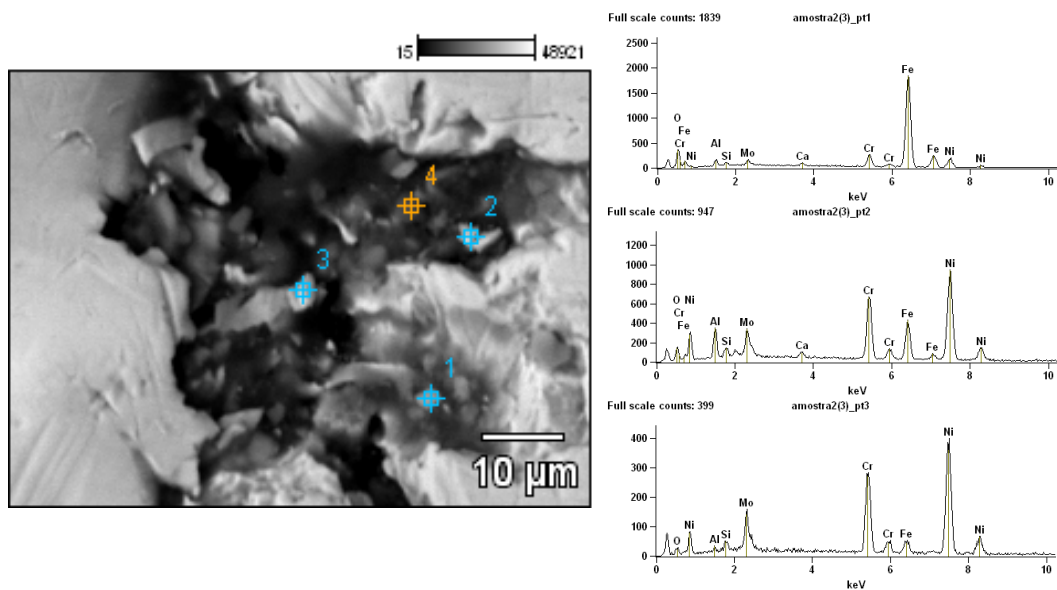 15 48921
4
2
3
1
10 µm
Full scale counts: 1839 amostra2(3)_pt1
2500
2000
1500
1000
500
0
O
Fe
Cr
Ni
Al
Si
Mo
Ca
Cr
Cr
Fe
Fe
Ni
Ni
0 2 4 6 8 10
keV
Full scale counts: 947 amostra2(3)_pt2
1200
1000
800
600
400
200
0
O Ni
Cr
Fe
Al
Si
Mo
Ca
Cr
Cr
Fe
Fe
Ni
Ni
0 2 4 6 8 10
keV
Full scale counts: 399 amostra2(3)_pt3
400
300
200
100
0
O
Ni
Al
Si
Mo
Cr
Cr
Fe
Ni
Ni
0 2 4 6 8 10
keV